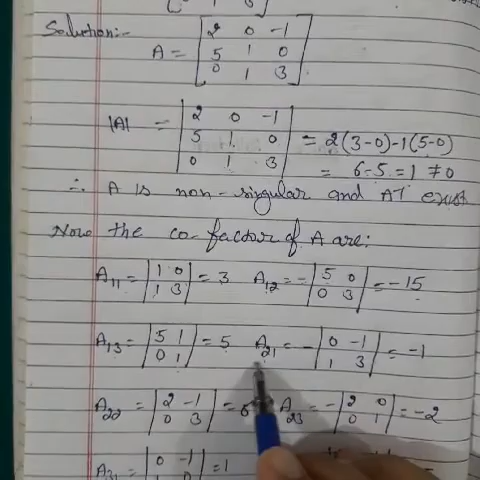 Solution:-
A = [2 0 -1
5 1 0
0 1 3]
|A| = |2 0 -1
5 1 0
0 1 3| = 2(3-0)-1(5-0)
= 6-5 = 1 ≠ 0
∴ A is non-singular and A-1 exist
Now the co-factor of A are:
A11 = |1 0
1 3| = 3 A12 = -|5 0
0 3| = -15
A13 = |5 1
0 1| = 5 A21 = -|0 -1
1 3| = -1
A22 = |2 -1
0 3| = 6 A23 = -|2 0
0 1| = -2
|0 -1
0| = 1